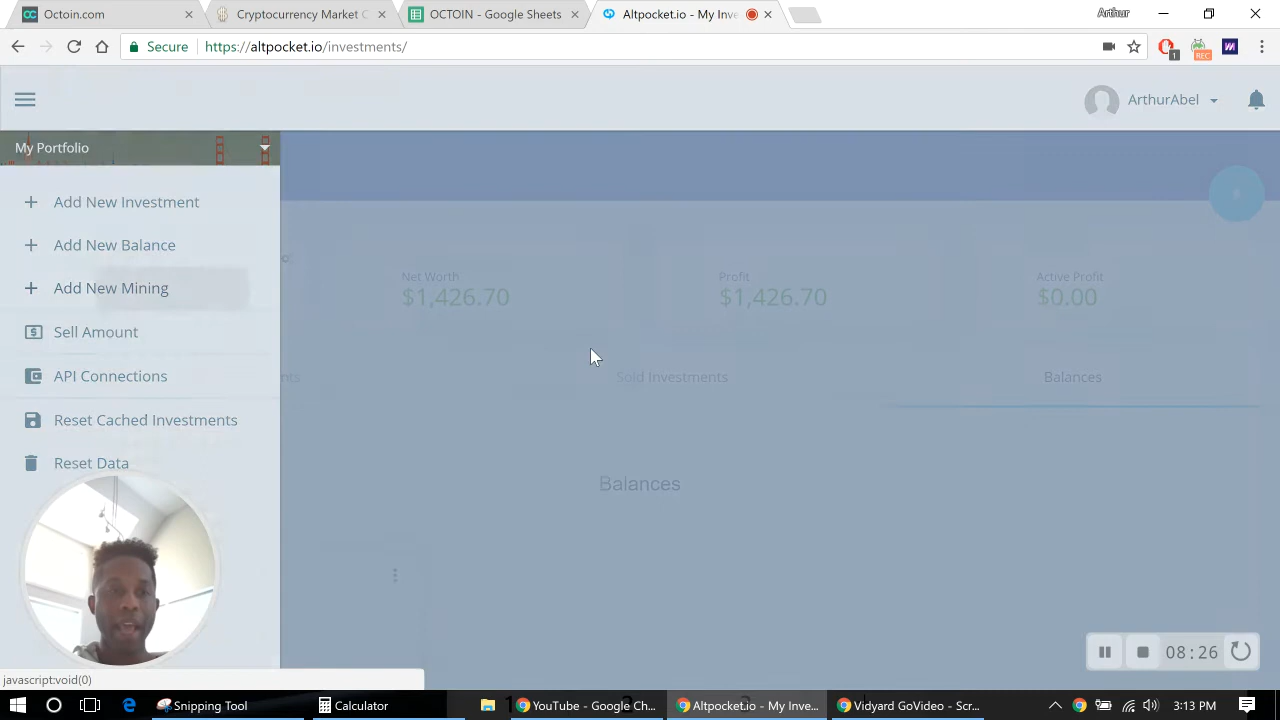 Octoin.com
Cryptocurrency Market C
OCTOIN - Google Sheets
Altpocket.io - My Inve
Arthur
Secure
https://altpocket.io/investments/
1
REC
ArthurAbel
My Portfolio
Add New Investment
Add New Balance
Add New Mining
Sell Amount
API Connections
Reset Cached Investments
Reset Data
Net Worth
$1,426.70
Profit
$1,426.70
Active Profit
$0.00
nts
Sold Investments
Balances
Balances
08:26
javascript:void(0)
Snipping Tool
Calculator
YouTube - Google Ch...
Altpocket.io - My Inve...
Vidyard GoVideo - Scr...
3:13 PM